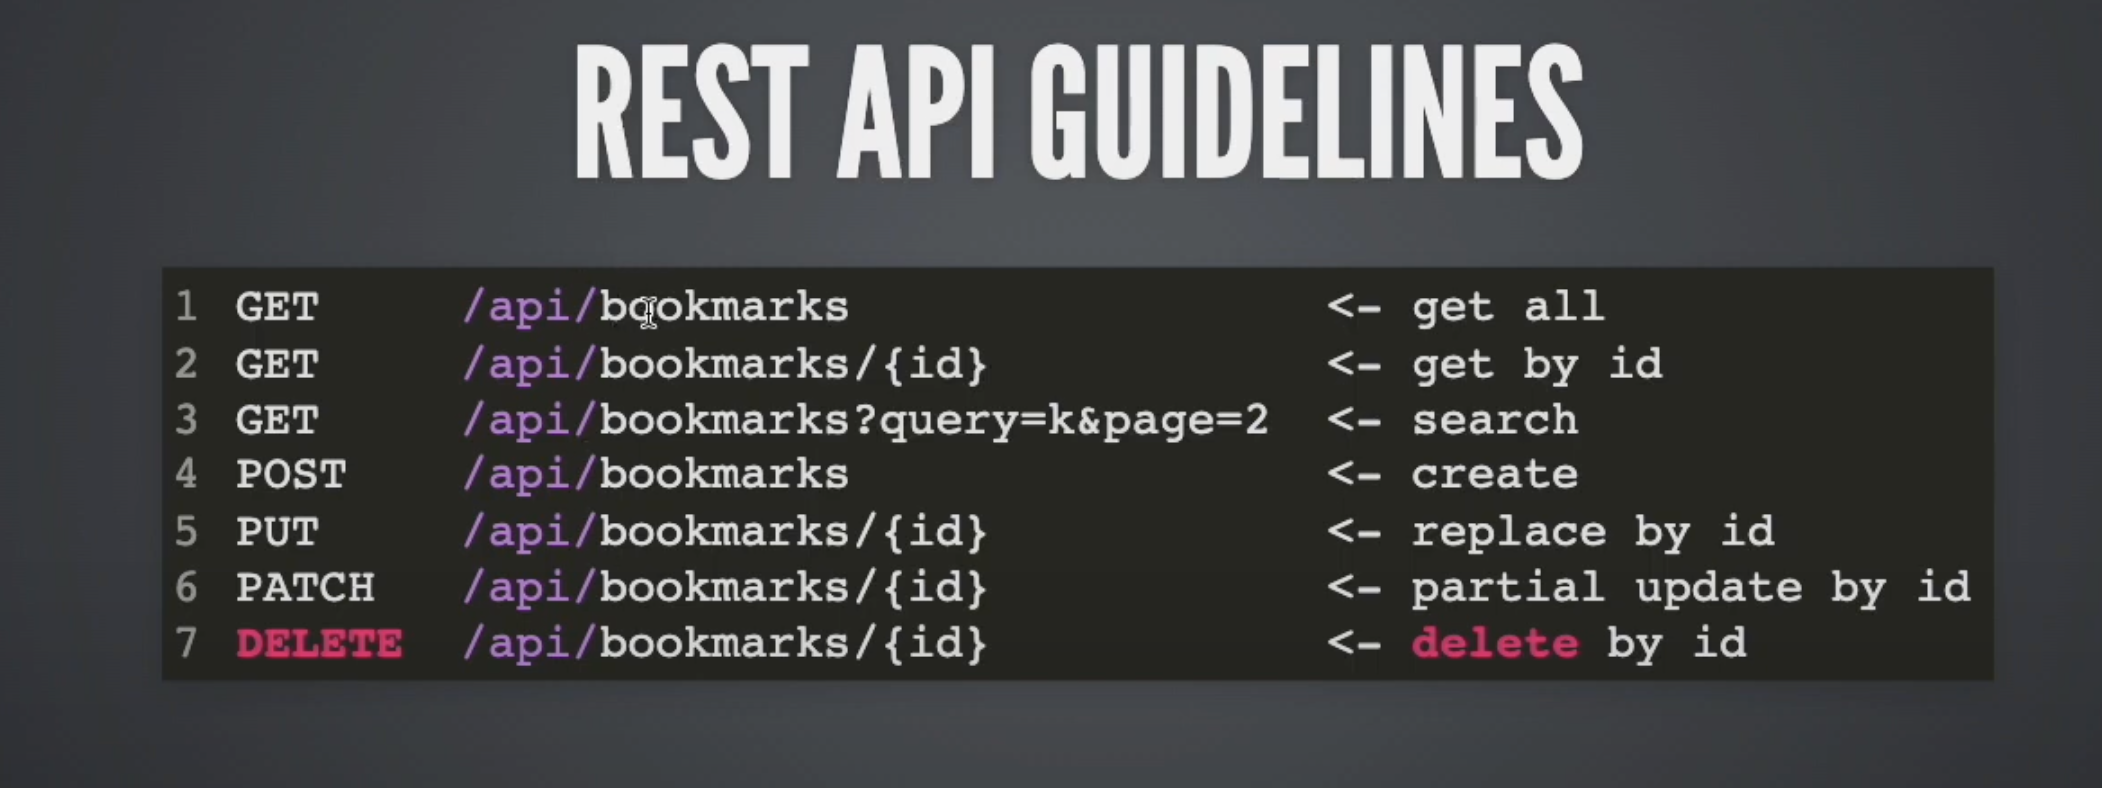 REST API GUIDELINES
1 GET /api/bookmarks <- get all
2 GET /api/bookmarks/{id} <- get by id
3 GET /api/bookmarks?query=k&page=2 <- search
4 POST /api/bookmarks <- create
5 PUT /api/bookmarks/{id} <- replace by id
6 PATCH /api/bookmarks/{id} <- partial update by id
7 DELETE /api/bookmarks/{id} <- delete by id